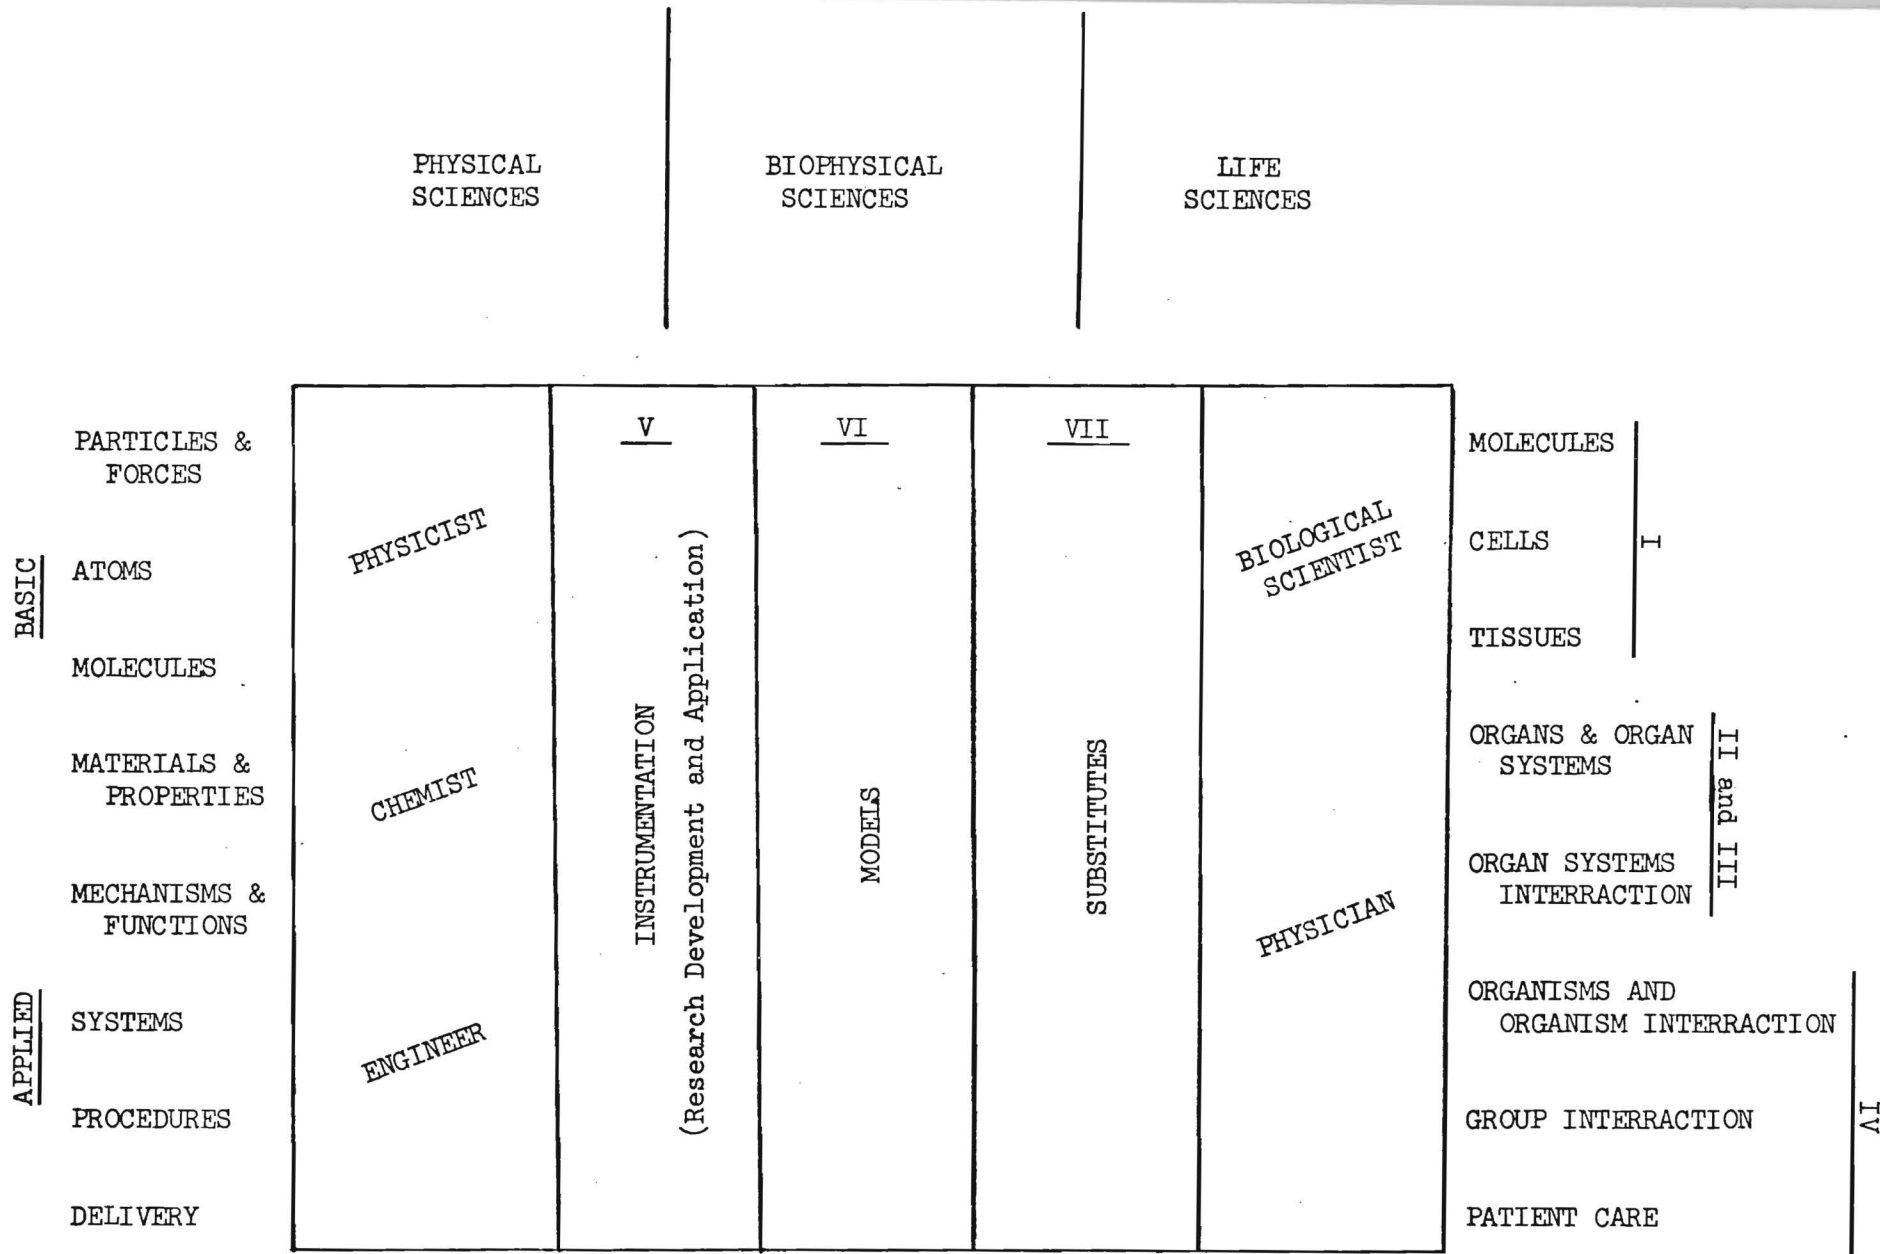 PHYSICAL
SCIENCES
BIOPHYSICAL
SCIENCES
LIFE
SCIENCES
BASIC
APPLIED
PARTICLES &
FORCES
ATOMS
MOLECULES
MATERIALS &
PROPERTIES
MECHANISMS &
FUNCTIONS
SYSTEMS
PROCEDURES
DELIVERY
PHYSICIST
CHEMIST
ENGINEER
V
INSTRUMENTATION
(Research Development and Application)
VI
MODELS
VII
SUBSTITUTES
BIOLOGICAL
SCIENTIST
PHYSICIAN
MOLECULES
CELLS
TISSUES
ORGANS & ORGAN
SYSTEMS
ORGAN SYSTEMS
INTERRACTION
ORGANISMS AND
ORGANISM INTERRACTION
GROUP INTERRACTION
PATIENT CARE
I
II and III
IV